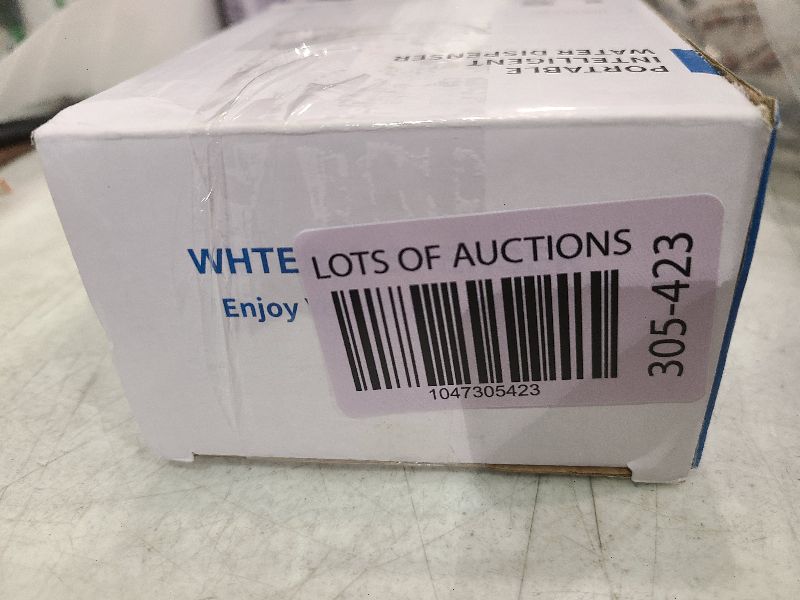 PORTABLE
INTELLIGENT
WATER DISPENSER
WHTE
Enjoy
LOTS OF AUCTIONS
1047305423
305-423